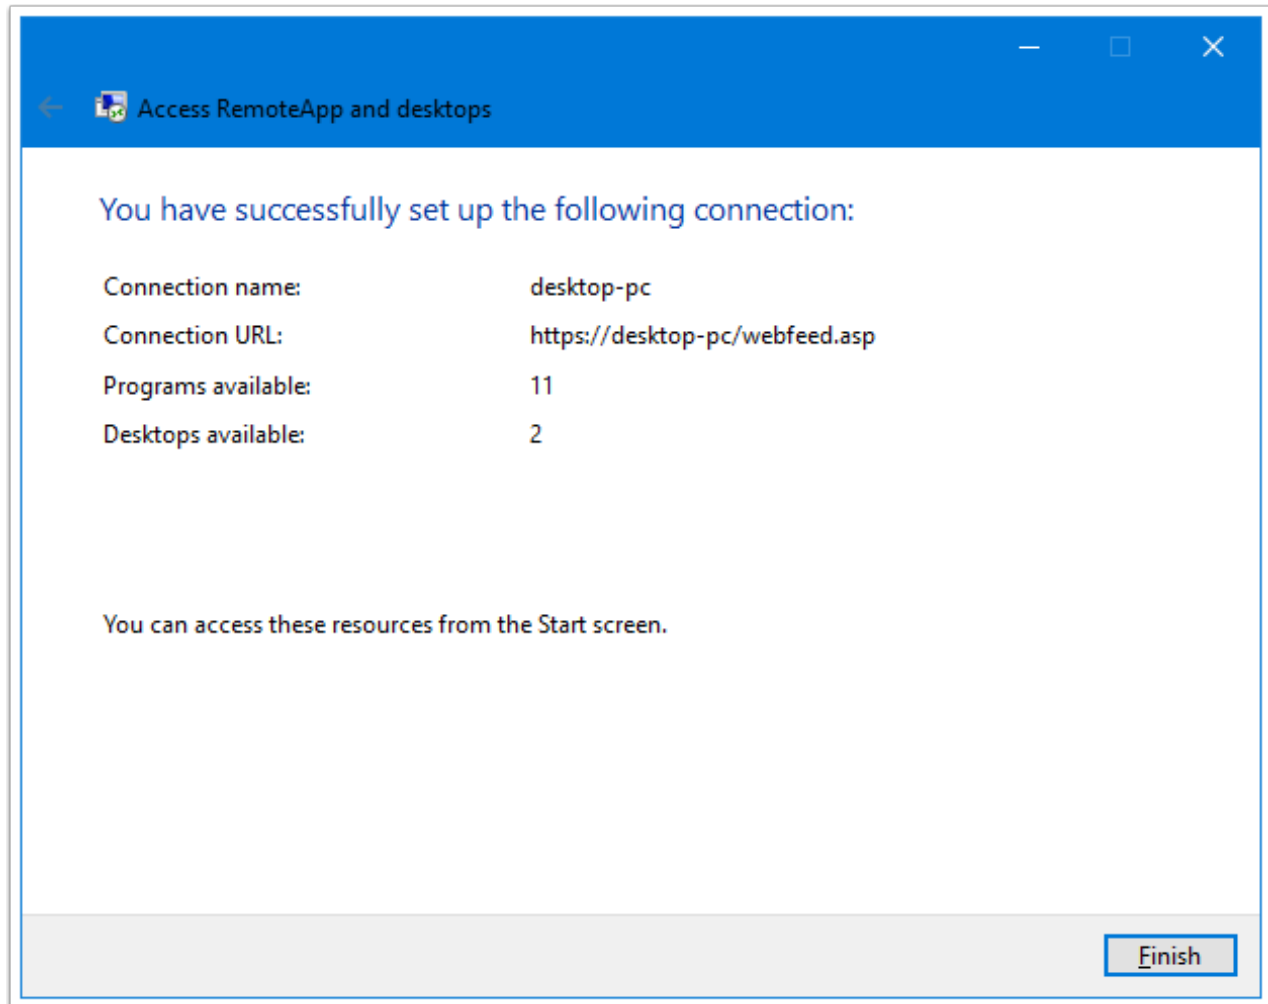 Access RemoteApp and desktops
You have successfully set up the following connection:
Connection name: desktop-pc
Connection URL: https://desktop-pc/webfeed.asp
Programs available: 11
Desktops available: 2
You can access these resources from the Start screen.
Finish